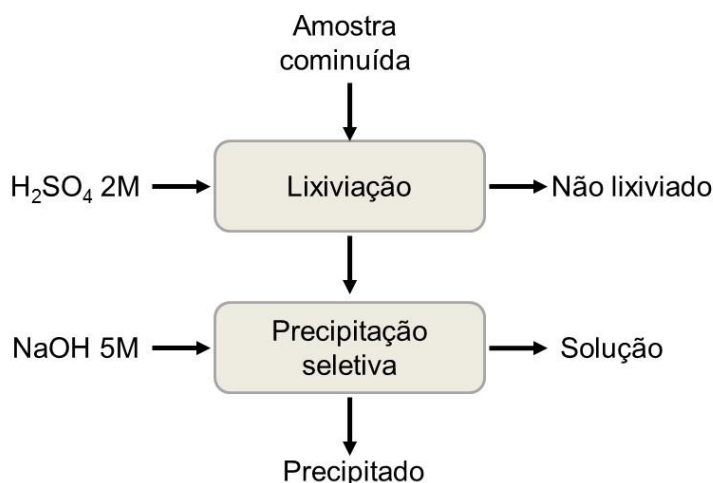 Amostra
cominuída
H₂SO₄ 2M
Lixiviação
Não lixiviado
NaOH 5M
Precipitação
seletiva
Solução
Precipitado